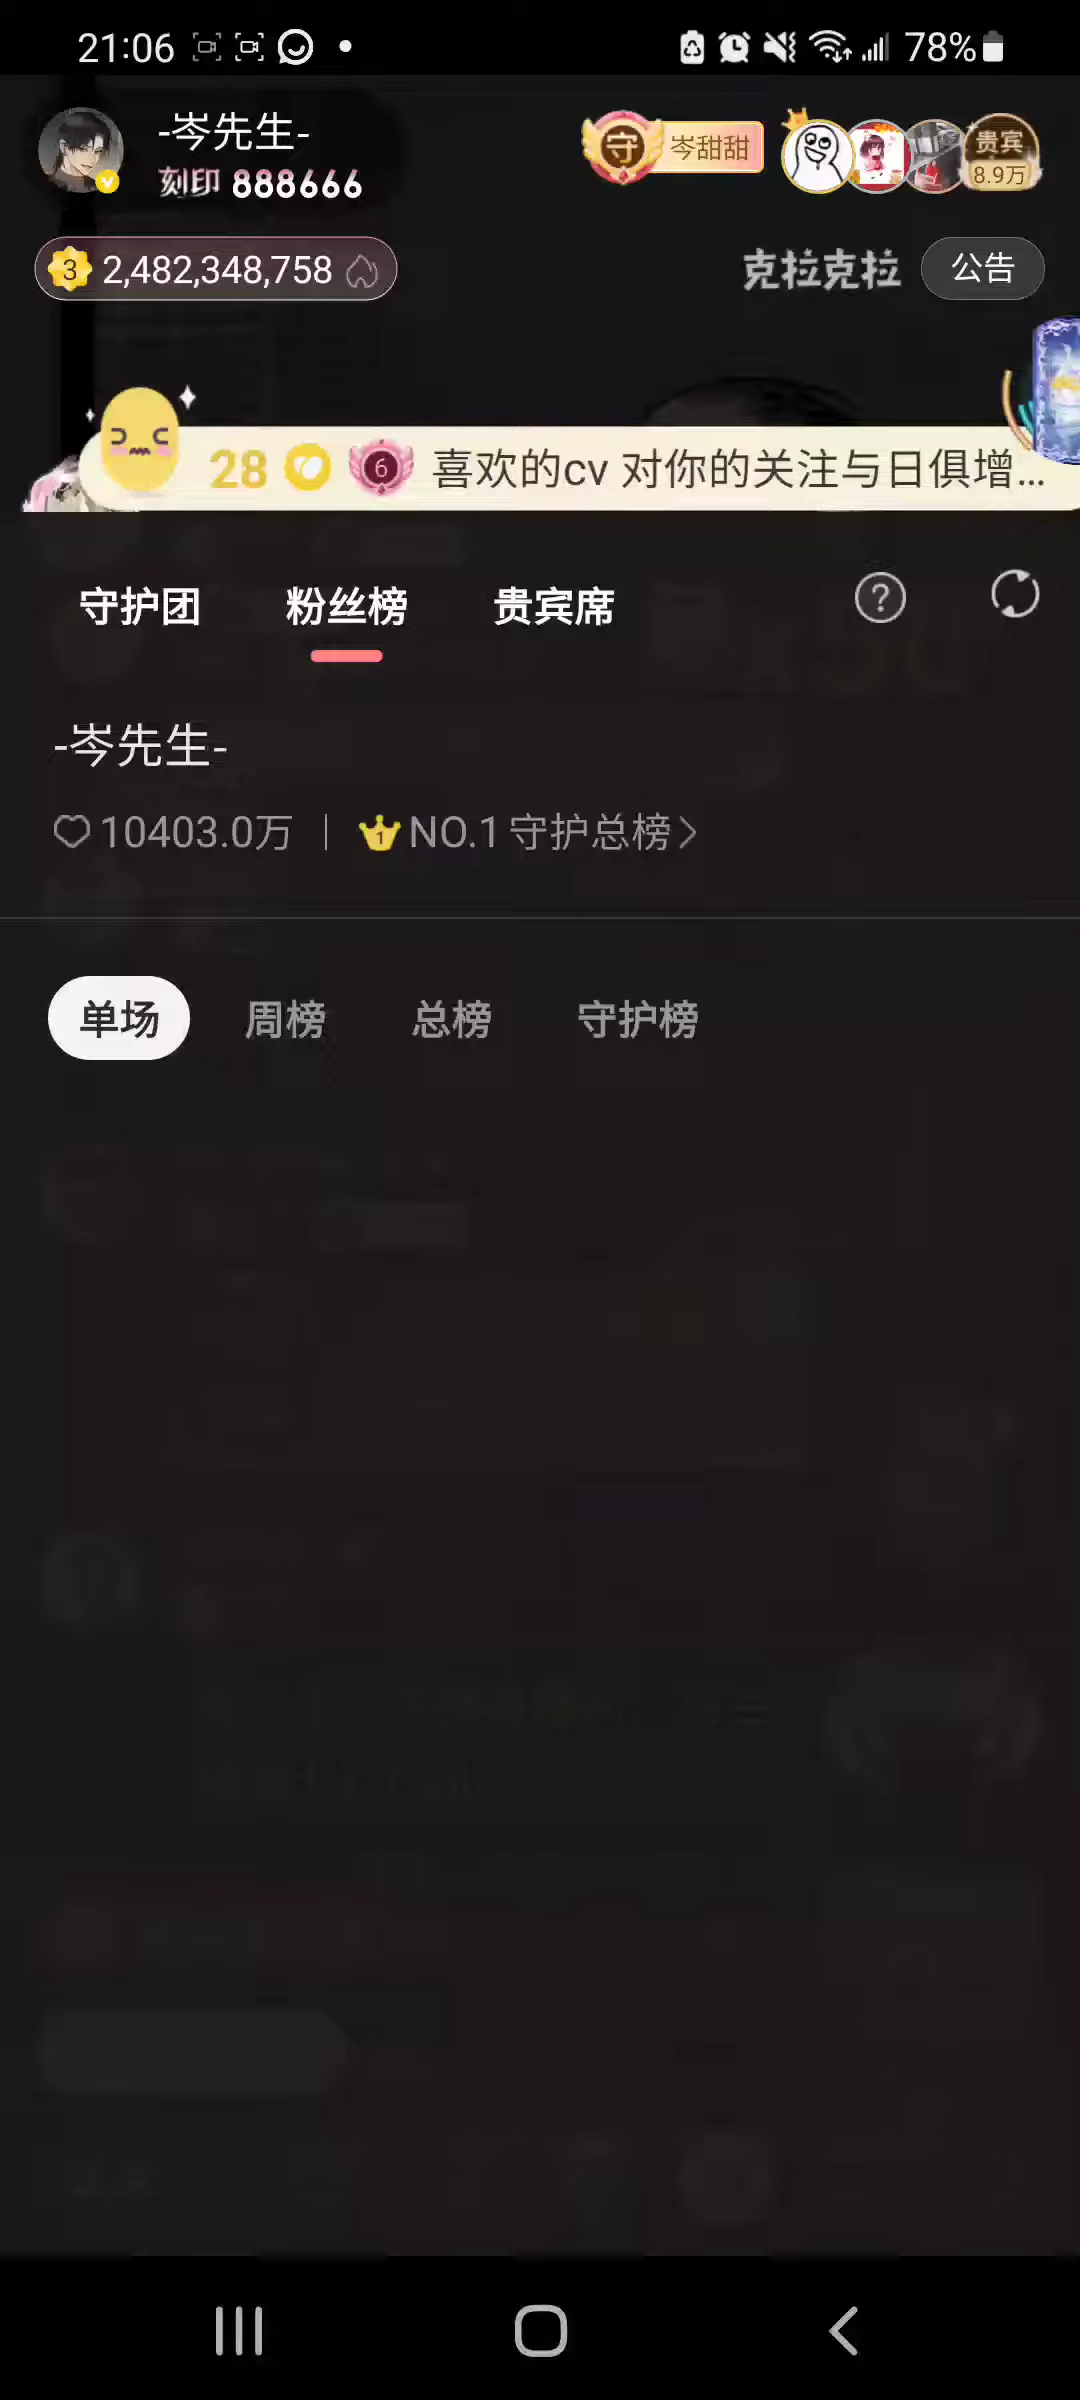 21:06
78%
-岑先生-
刻印 888666
守 岑甜甜
贵宾
8.9万
3 2,482,348,758
克拉克拉
公告
28 6 喜欢的cv 对你的关注与日俱增...
守护团 粉丝榜 贵宾席 ?
-岑先生-
10403.0万 | 1 NO.1 守护总榜
单场 周榜 总榜 守护榜